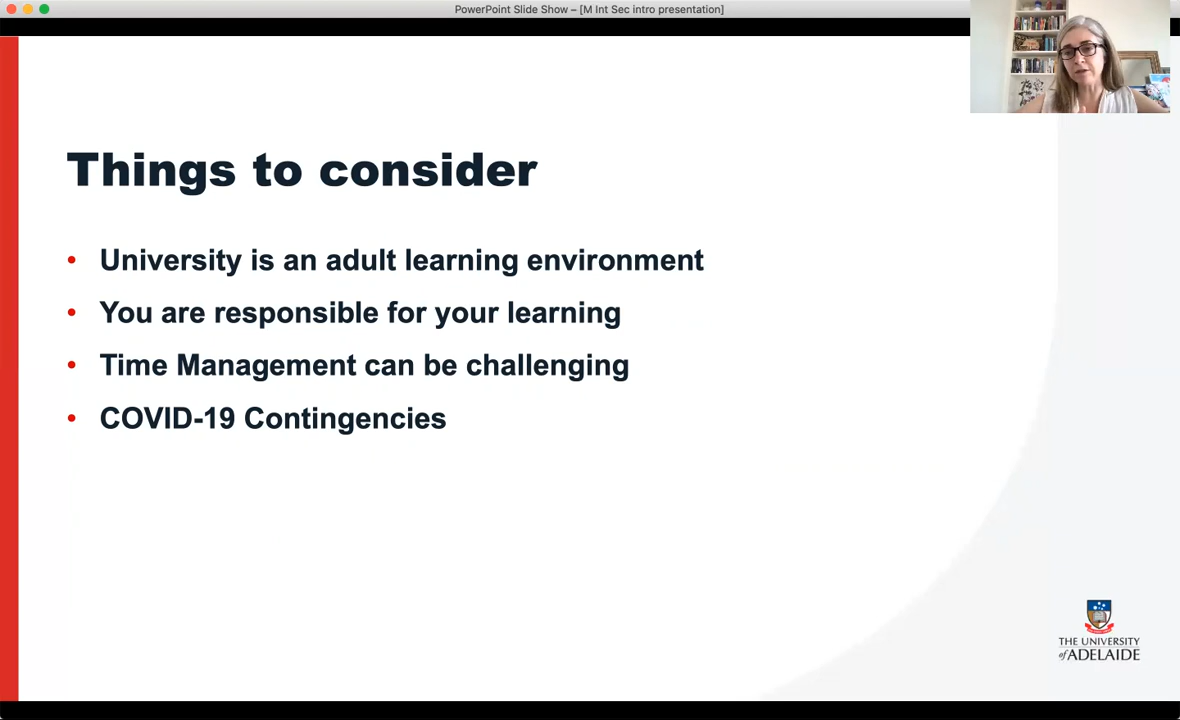 PowerPoint Slide Show – [M Int Sec intro presentation]
Things to consider
• University is an adult learning environment
• You are responsible for your learning
• Time Management can be challenging
• COVID-19 Contingencies
THE UNIVERSITY
of ADELAIDE